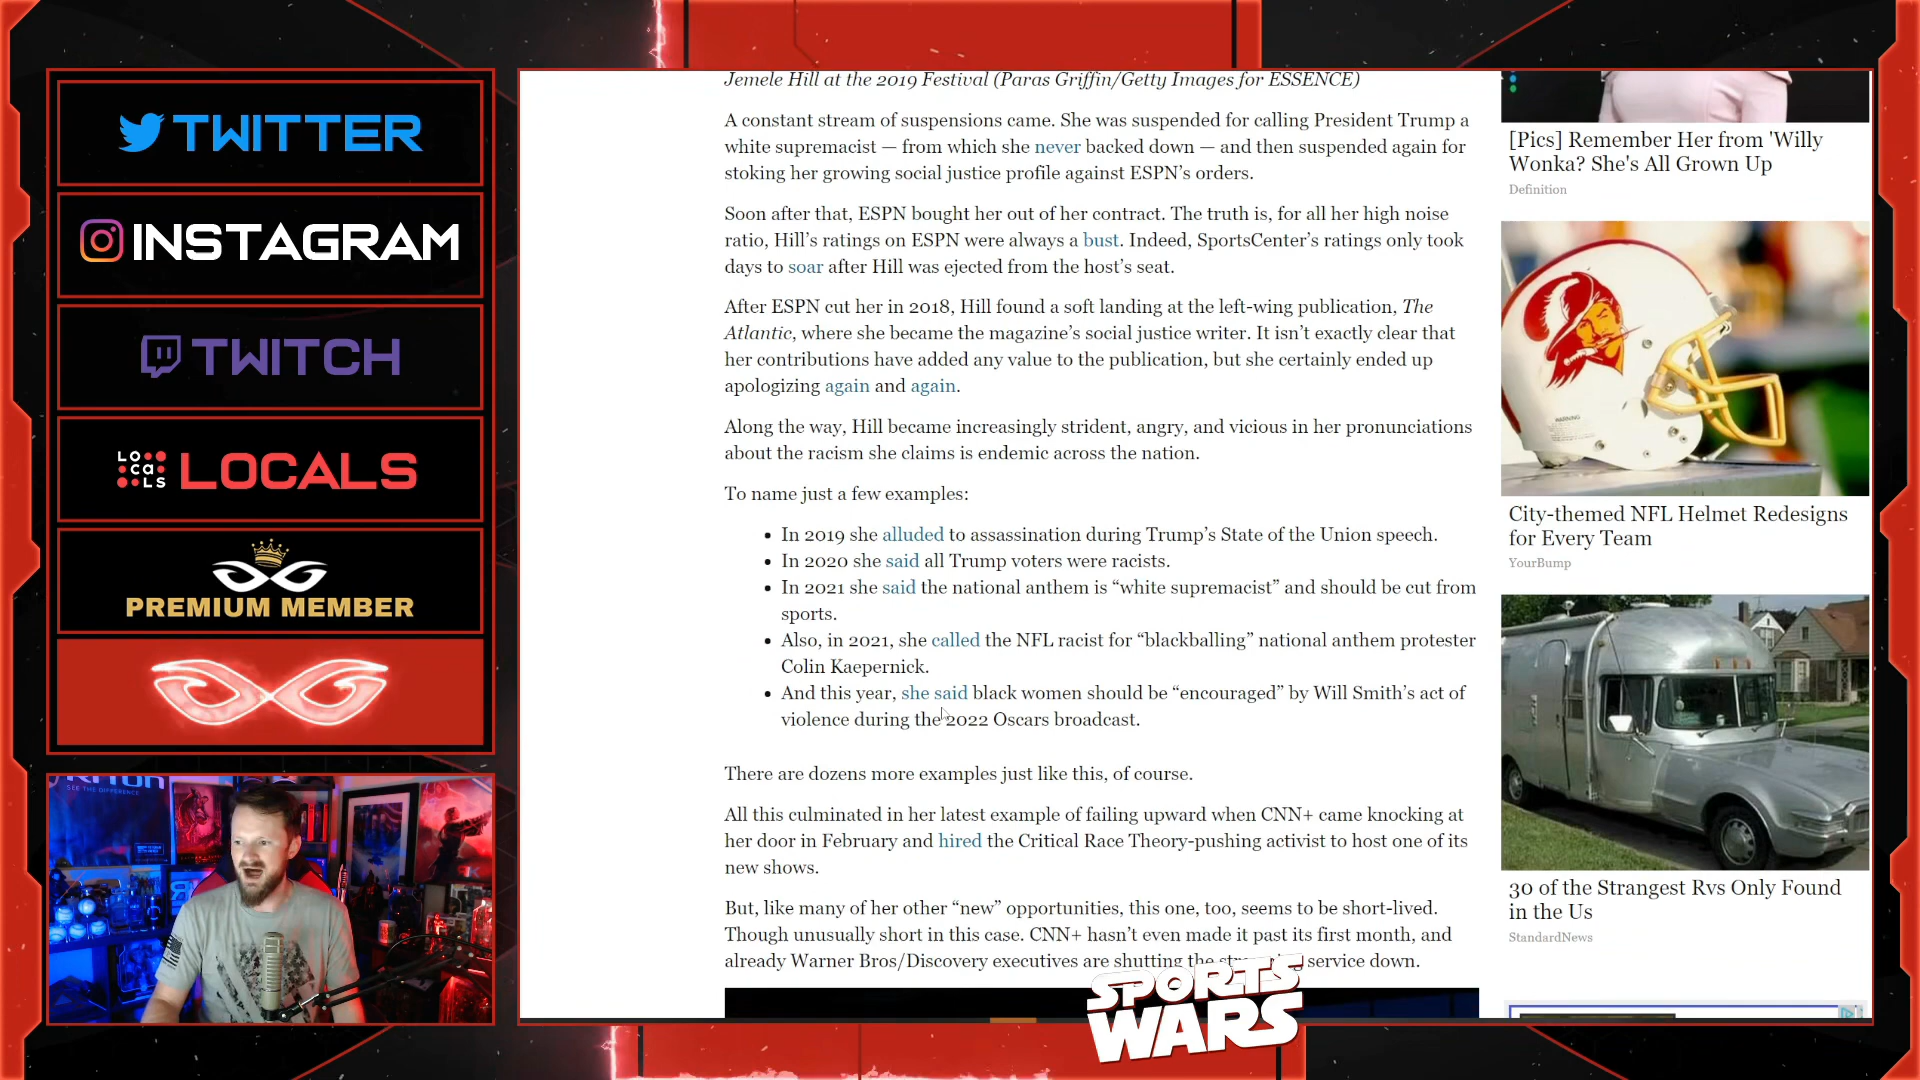 TWITTER
INSTAGRAM
TWITCH
LOCALS
LOCALS
PREMIUM MEMBER
SEE THE DIFFERENCE
Jemele Hill at the 2019 Festival (Paras Griffin/Getty Images for ESSENCE)
A constant stream of suspensions came. She was suspended for calling President Trump a
white supremacist — from which she never backed down — and then suspended again for
stoking her growing social justice profile against ESPN's orders.
Soon after that, ESPN bought her out of her contract. The truth is, for all her high noise
ratio, Hill's ratings on ESPN were always a bust. Indeed, SportsCenter's ratings only took
days to soar after Hill was ejected from the host's seat.
After ESPN cut her in 2018, Hill found a soft landing at the left-wing publication, The
Atlantic, where she became the magazine's social justice writer. It isn't exactly clear that
her contributions have added any value to the publication, but she certainly ended up
apologizing again and again.
Along the way, Hill became increasingly strident, angry, and vicious in her pronunciations
about the racism she claims is endemic across the nation.
To name just a few examples:
• In 2019 she alluded to assassination during Trump's State of the Union speech.
• In 2020 she said all Trump voters were racists.
• In 2021 she said the national anthem is “white supremacist” and should be cut from
sports.
• Also, in 2021, she called the NFL racist for “blackballing” national anthem protester
Colin Kaepernick.
• And this year, she said black women should be “encouraged” by Will Smith's act of
violence during the 2022 Oscars broadcast.
There are dozens more examples just like this, of course.
All this culminated in her latest example of failing upward when CNN+ came knocking at
her door in February and hired the Critical Race Theory-pushing activist to host one of its
new shows.
But, like many of her other “new” opportunities, this one, too, seems to be short-lived.
Though unusually short in this case. CNN+ hasn't even made it past its first month, and
already Warner Bros/Discovery executives are shutting the service down.
SPORTS
WARS
[Pics] Remember Her from 'Willy
Wonka? She's All Grown Up
Definition
WARNING
City-themed NFL Helmet Redesigns
for Every Team
YourBump
30 of the Strangest Rvs Only Found
in the Us
StandardNews